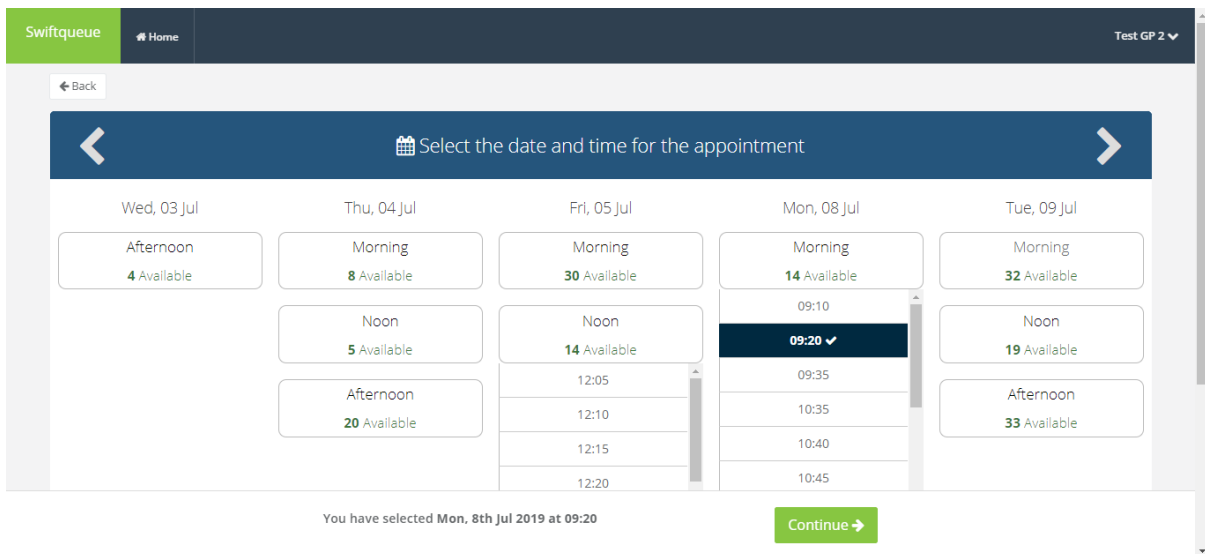 Swiftqueue
Home
Test GP 2
Back
Select the date and time for the appointment
Wed, 03 Jul
Afternoon
4 Available
Thu, 04 Jul
Morning
8 Available
Noon
5 Available
Afternoon
20 Available
Fri, 05 Jul
Morning
30 Available
Noon
14 Available
12:05
12:10
12:15
12:20
Mon, 08 Jul
Morning
14 Available
09:10
09:20
09:35
10:35
10:40
10:45
Tue, 09 Jul
Morning
32 Available
Noon
19 Available
Afternoon
33 Available
You have selected Mon, 8th Jul 2019 at 09:20
Continue